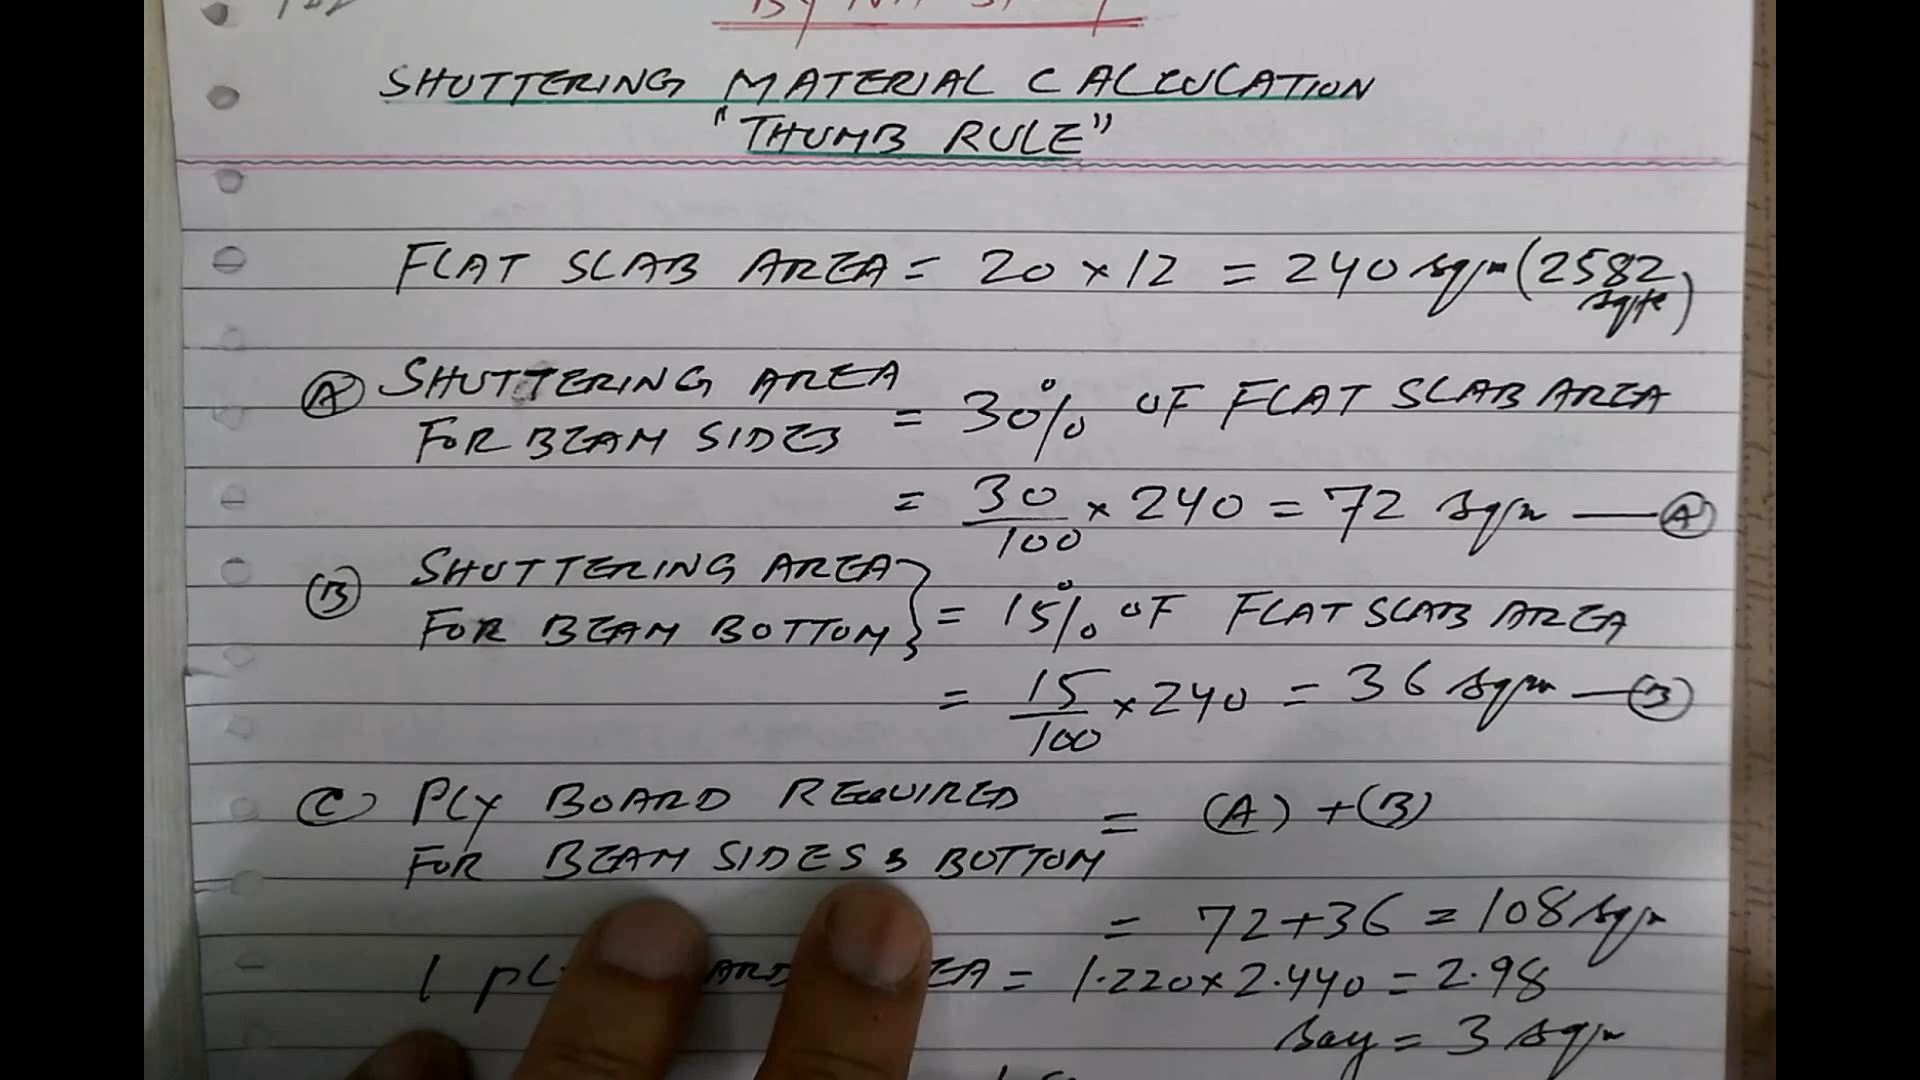 SHUTTERING MATERIAL CALCULATION
"THUMB RULE"
FLAT SLAB AREA = 20 × 12 = 240 sqm (2582
sqft)
(A) SHUTTERING AREA
FOR BEAM SIDES = 30% OF FLAT SLAB AREA
= 30/100 × 240 = 72 sqm — (A)
(B) SHUTTERING AREA
FOR BEAM BOTTOM } = 15% OF FLAT SLAB AREA
= 15/100 × 240 = 36 sqm — (B)
(C) PLY BOARD REQUIRED
FOR BEAM SIDES & BOTTOM = (A) + (B)
= 72+36 = 108 sqm
1 = 1.220 × 2.440 = 2.98
Say = 3 sqm